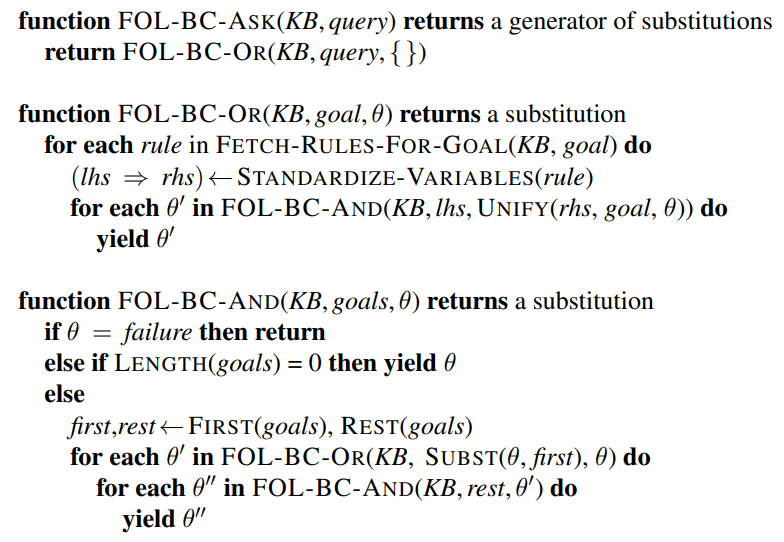 function FOL-BC-ASK(KB, query) returns a generator of substitutions
return FOL-BC-OR(KB, query, { })
function FOL-BC-OR(KB, goal, θ) returns a substitution
for each rule in FETCH-RULES-FOR-GOAL(KB, goal) do
(lhs ⇒ rhs) ← STANDARDIZE-VARIABLES(rule)
for each θ′ in FOL-BC-AND(KB, lhs, UNIFY(rhs, goal, θ)) do
yield θ′
function FOL-BC-AND(KB, goals, θ) returns a substitution
if θ = failure then return
else if LENGTH(goals) = 0 then yield θ
else
first,rest ← FIRST(goals), REST(goals)
for each θ′ in FOL-BC-OR(KB, SUBST(θ, first), θ) do
for each θ″ in FOL-BC-AND(KB, rest, θ′) do
yield θ″